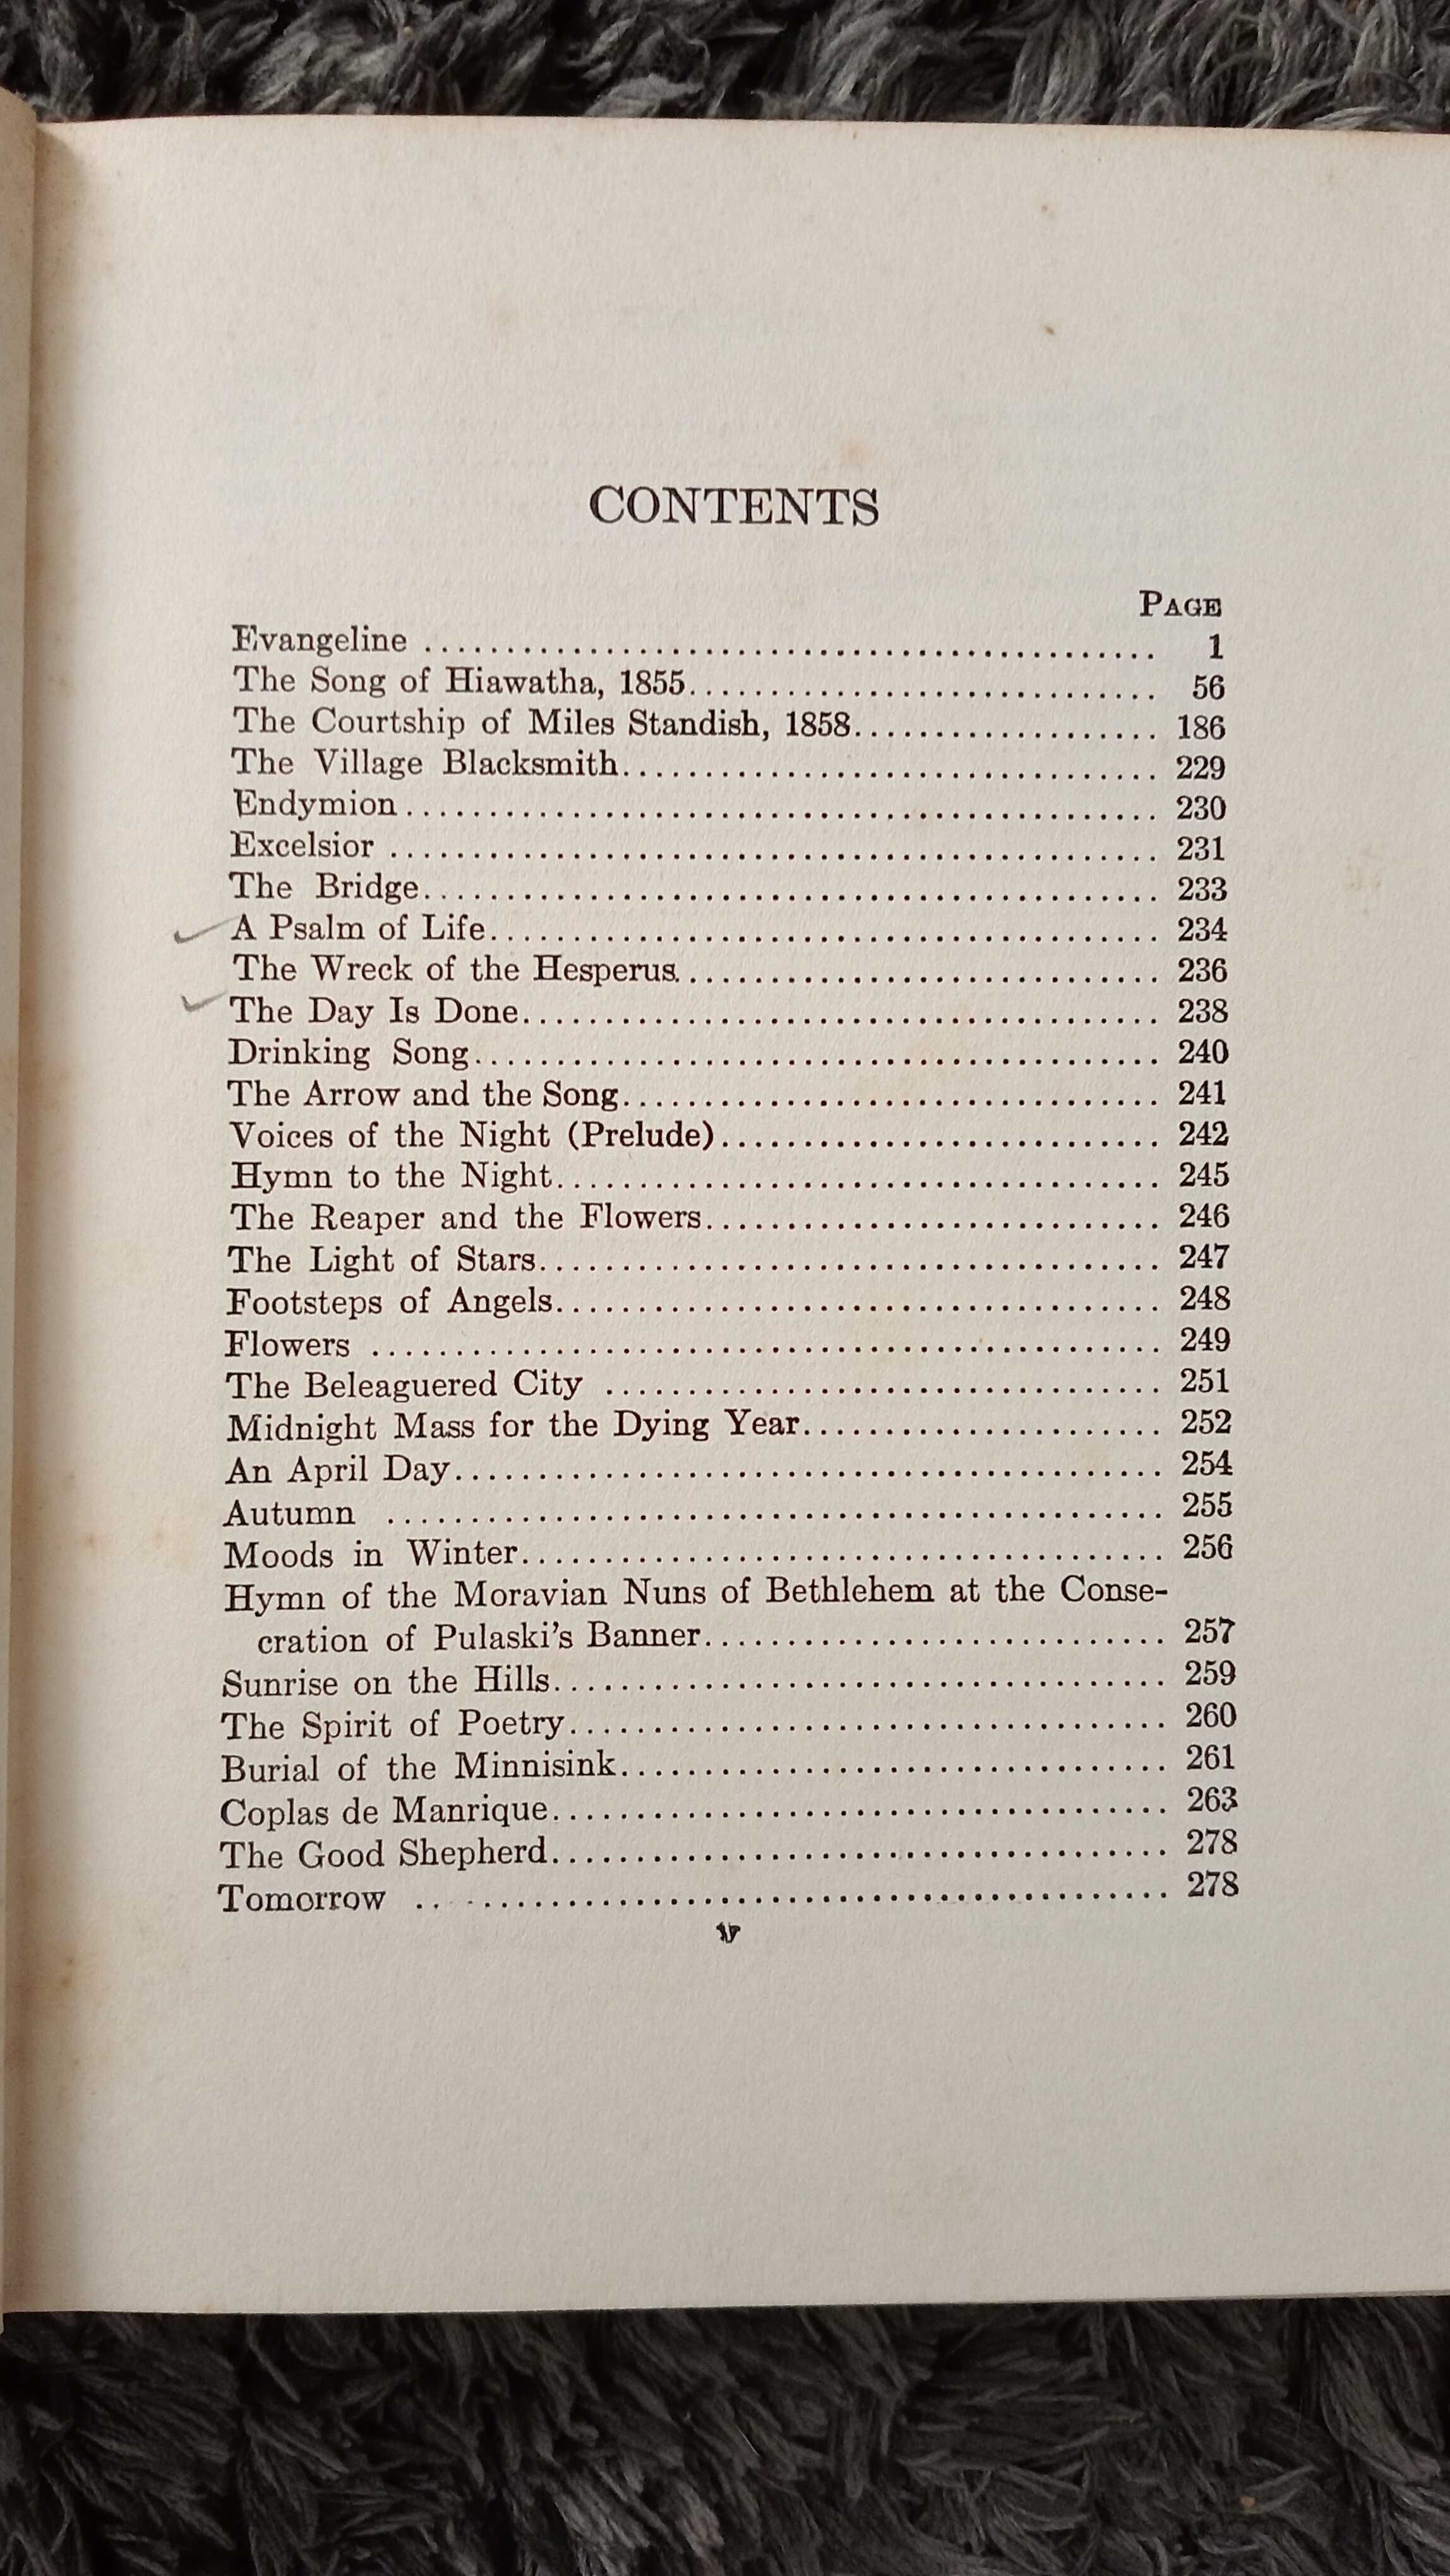 CONTENTS
PAGE
Evangeline .......... 1
The Song of Hiawatha, 1855.......... 56
The Courtship of Miles Standish, 1858.......... 186
The Village Blacksmith.......... 229
Endymion.......... 230
Excelsior .......... 231
The Bridge.......... 233
A Psalm of Life.......... 234
The Wreck of the Hesperus.......... 236
The Day Is Done.......... 238
Drinking Song.......... 240
The Arrow and the Song.......... 241
Voices of the Night (Prelude).......... 242
Hymn to the Night.......... 245
The Reaper and the Flowers.......... 246
The Light of Stars.......... 247
Footsteps of Angels.......... 248
Flowers .......... 249
The Beleaguered City .......... 251
Midnight Mass for the Dying Year.......... 252
An April Day.......... 254
Autumn .......... 255
Moods in Winter.......... 256
Hymn of the Moravian Nuns of Bethlehem at the Conse-
cration of Pulaski's Banner.......... 257
Sunrise on the Hills.......... 259
The Spirit of Poetry.......... 260
Burial of the Minnisink.......... 261
Coplas de Manrique.......... 263
The Good Shepherd.......... 278
Tomorrow .......... 278
v